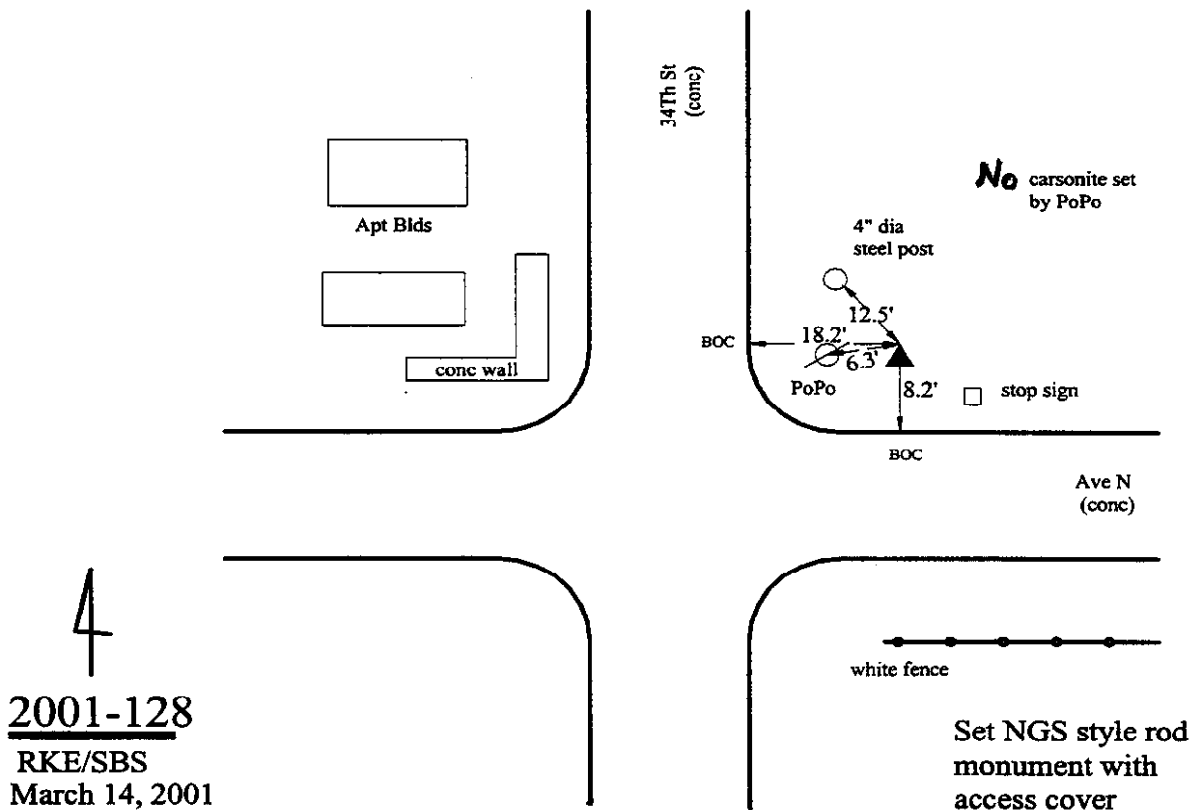 34Th St
(conc)
No carsonite set
by PoPo
Apt Blds
4" dia
steel post
12.5'
BOC
18.2'
6.3'
conc wall
PoPo
8.2'
stop sign
BOC
Ave N
(conc)
white fence
2001-128
RKE/SBS
March 14, 2001
Set NGS style rod
monument with
access cover